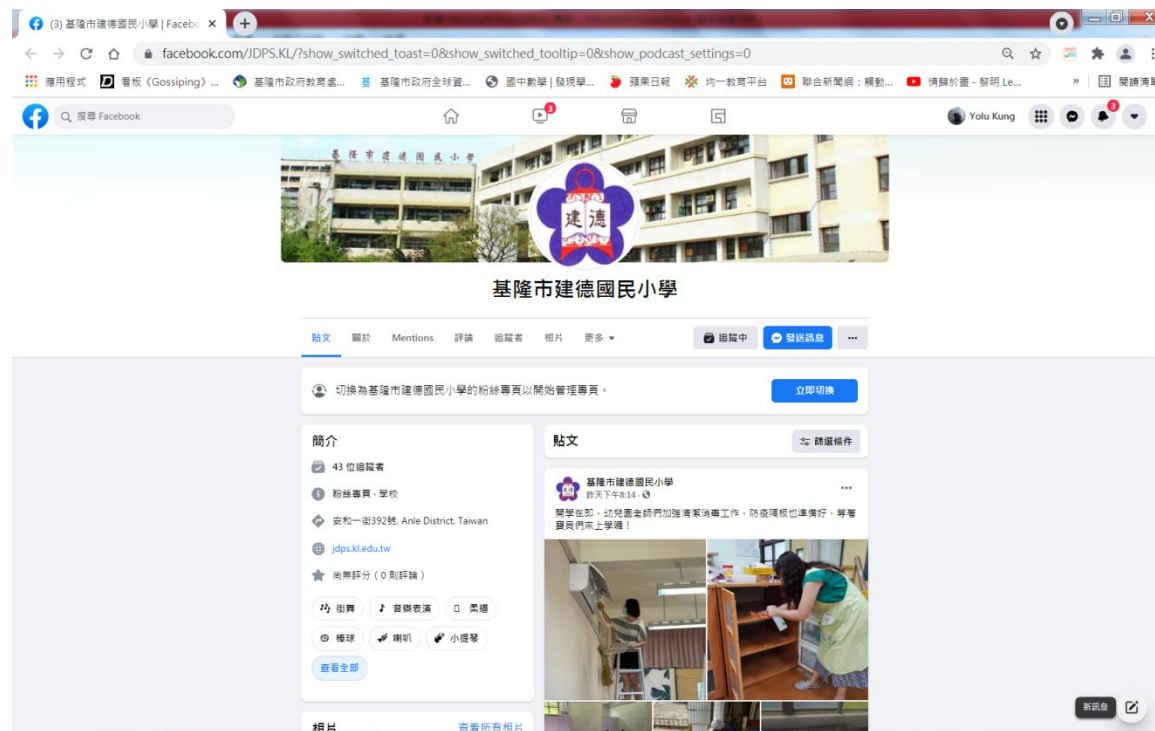 (3) 基隆市建德國民小學 | Facebo
facebook.com/JDPS.KL/?show_switched_toast=0&show_switched_tooltip=0&show_podcast_settings=0
應用程式
看板《Gossiping》...
基隆市政府教育處...
基隆市政府全球資...
國中數學 | 發現學...
蘋果日報
均一教育平台
聯合新聞網：觸動...
情歸於盡 - 黎明 Le...
»
閱讀清單
搜尋 Facebook
3
Yolu Kung
3
基隆市建德國民小學
建德
基隆市建德國民小學
貼文
關於
Mentions
評論
追蹤者
相片
更多
追蹤中
發送訊息
切換為基隆市建德國民小學的粉絲專頁以開始管理專頁。
立即切換
簡介
43 位追蹤者
粉絲專頁 · 學校
安和一街392號, Anle District, Taiwan
jdps.kl.edu.tw
尚無評分（0 則評論）
街舞
音樂表演
柔道
棒球
喇叭
小提琴
查看全部
相片
查看所有相片
貼文
篩選條件
基隆市建德國民小學
昨天下午8:14
開學在即，幼兒園老師們加強清潔消毒工作，防疫隔板也準備好，等著
寶貝們來上學囉！
新訊息